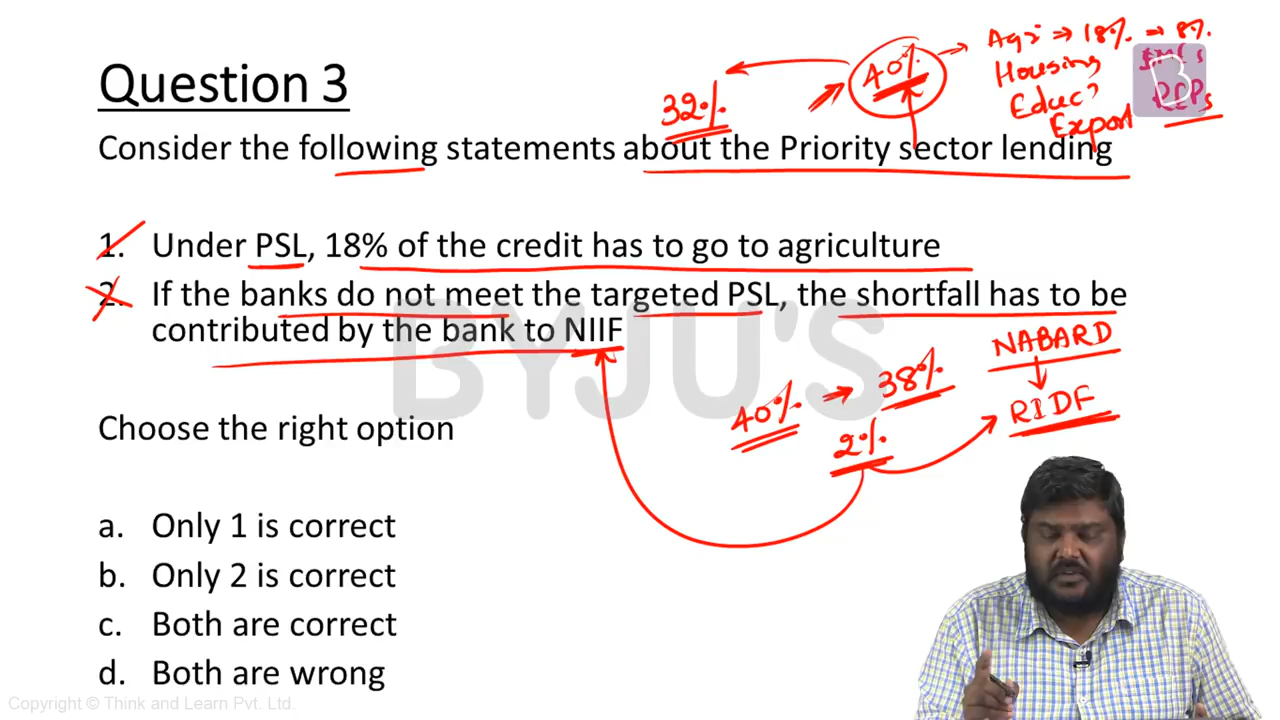 Question 3
32%
40%
Agri → 18% → 8%
Housing
Educ
Export
B
Consider the following statements about the Priority sector lending
1. Under PSL, 18% of the credit has to go to agriculture
2. If the banks do not meet the targeted PSL, the shortfall has to be
contributed by the bank to NIIF
BYJU'S
NABARD
RIDF
40% → 38%
2%
Choose the right option
a. Only 1 is correct
b. Only 2 is correct
c. Both are correct
d. Both are wrong
Copyright © Think and Learn Pvt. Ltd.